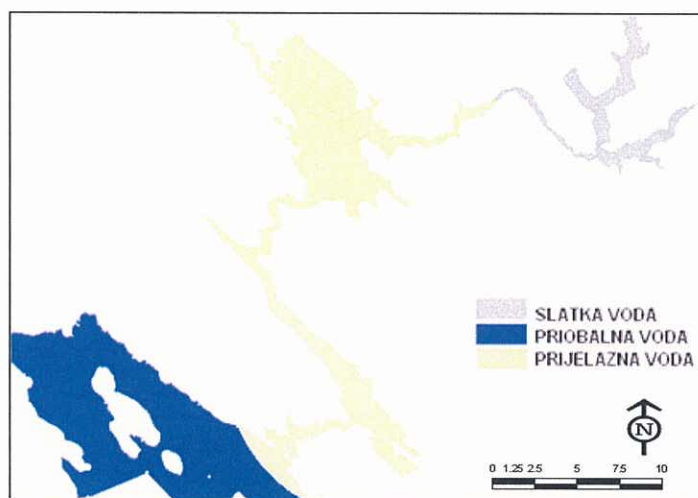 SLATKA VODA
PRIOBALNA VODA
PRIJELAZNA VODA
N
0 1.25 2.5 5 7.5 10